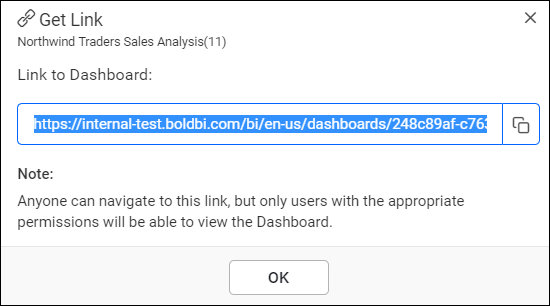 Get Link
Northwind Traders Sales Analysis(11)
Link to Dashboard:
https://internal-test.boldbi.com/bi/en-us/dashboards/248c89af-c763
Note:
Anyone can navigate to this link, but only users with the appropriate
permissions will be able to view the Dashboard.
OK